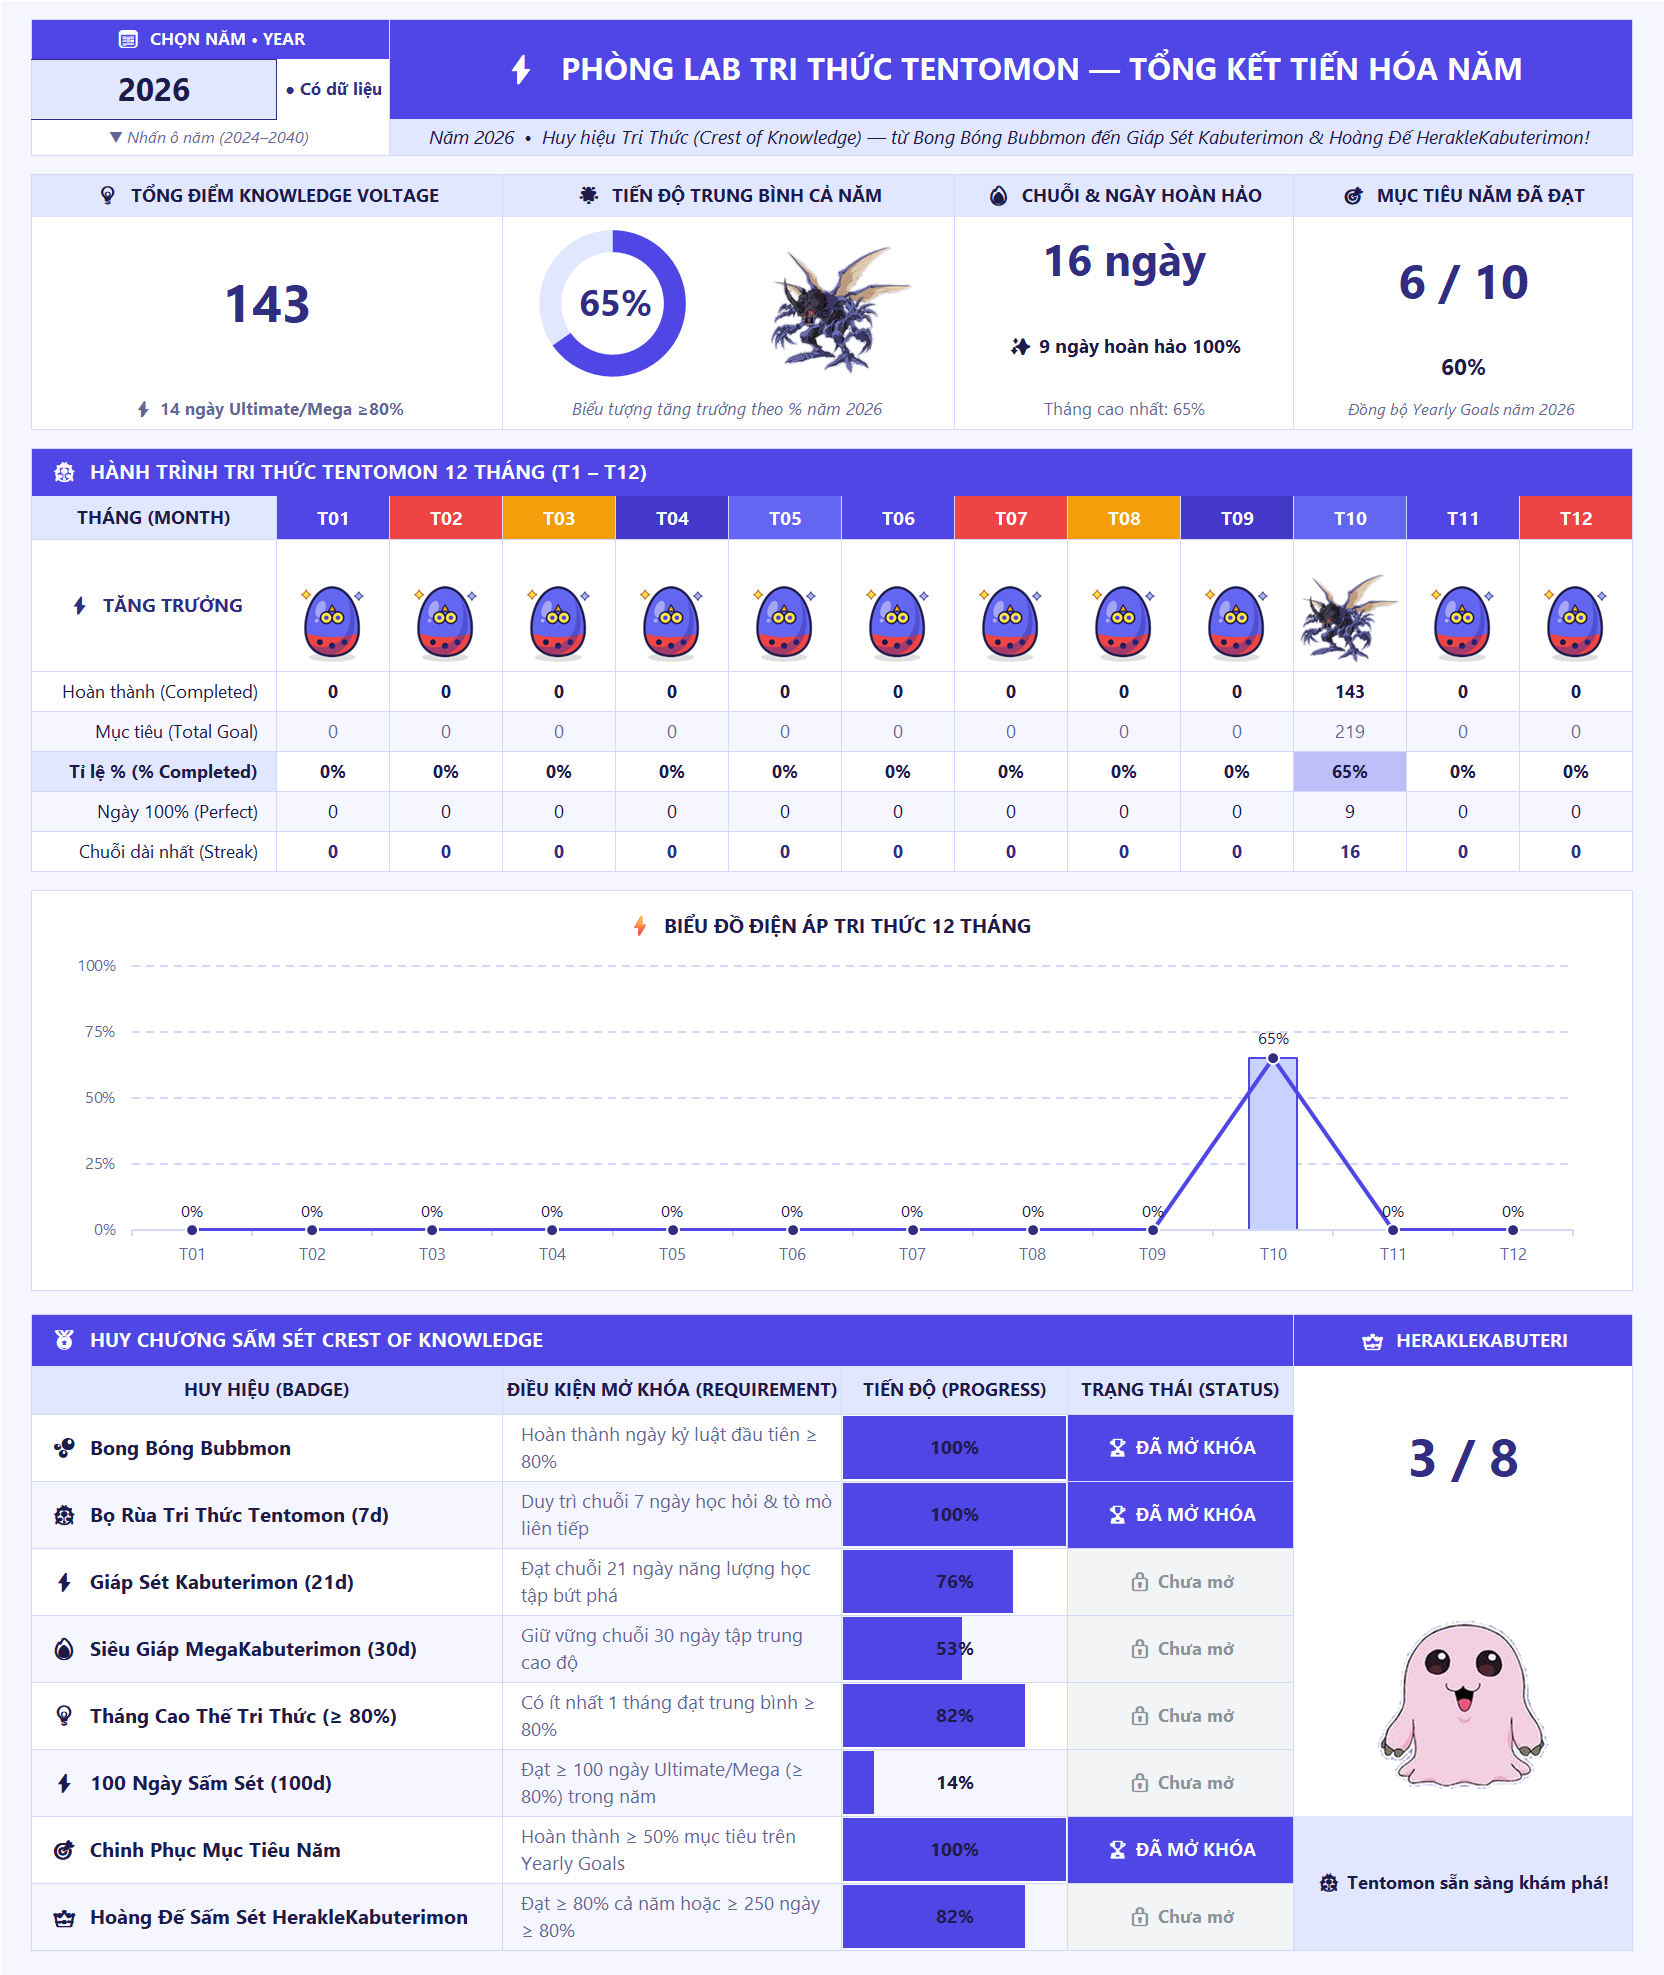 CHỌN NĂM • YEAR
2026
• Có dữ liệu
▼ Nhấn ô năm (2024–2040)
PHÒNG LAB TRI THỨC TENTOMON — TỔNG KẾT TIẾN HÓA NĂM
Năm 2026 • Huy hiệu Tri Thức (Crest of Knowledge) — từ Bong Bóng Bubbmon đến Giáp Sét Kabuterimon & Hoàng Đế HerakleKabuterimon!
TỔNG ĐIỂM KNOWLEDGE VOLTAGE
143
14 ngày Ultimate/Mega ≥80%
TIẾN ĐỘ TRUNG BÌNH CẢ NĂM
65%
Biểu tượng tăng trưởng theo % năm 2026
CHUỖI & NGÀY HOÀN HẢO
16 ngày
9 ngày hoàn hảo 100%
Tháng cao nhất: 65%
MỤC TIÊU NĂM ĐÃ ĐẠT
6 / 10
60%
Đồng bộ Yearly Goals năm 2026
HÀNH TRÌNH TRI THỨC TENTOMON 12 THÁNG (T1 – T12)
THÁNG (MONTH) T01 T02 T03 T04 T05 T06 T07 T08 T09 T10 T11 T12
TĂNG TRƯỞNG
Hoàn thành (Completed) 0 0 0 0 0 0 0 0 0 143 0 0
Mục tiêu (Total Goal) 0 0 0 0 0 0 0 0 0 219 0 0
Tỉ lệ % (% Completed) 0% 0% 0% 0% 0% 0% 0% 0% 0% 65% 0% 0%
Ngày 100% (Perfect) 0 0 0 0 0 0 0 0 0 9 0 0
Chuỗi dài nhất (Streak) 0 0 0 0 0 0 0 0 0 16 0 0
BIỂU ĐỒ ĐIỆN ÁP TRI THỨC 12 THÁNG
100%
75%
65%
50%
25%
0% 0% 0% 0% 0% 0% 0% 0% 0% 0% 0%
0%
T01 T02 T03 T04 T05 T06 T07 T08 T09 T10 T11 T12
HUY CHƯƠNG SẤM SÉT CREST OF KNOWLEDGE
HUY HIỆU (BADGE) ĐIỀU KIỆN MỞ KHÓA (REQUIREMENT) TIẾN ĐỘ (PROGRESS) TRẠNG THÁI (STATUS)
Bong Bóng Bubbmon
Hoàn thành ngày kỷ luật đầu tiên ≥
80%
100%
ĐÃ MỞ KHÓA
Bọ Rùa Tri Thức Tentomon (7d)
Duy trì chuỗi 7 ngày học hỏi & tò mò
liên tiếp
100%
ĐÃ MỞ KHÓA
Giáp Sét Kabuterimon (21d)
Đạt chuỗi 21 ngày năng lượng học
tập bứt phá
76%
Chưa mở
Siêu Giáp MegaKabuterimon (30d)
Giữ vững chuỗi 30 ngày tập trung
cao độ
53%
Chưa mở
Tháng Cao Thế Tri Thức (≥ 80%)
Có ít nhất 1 tháng đạt trung bình ≥
80%
82%
Chưa mở
100 Ngày Sấm Sét (100d)
Đạt ≥ 100 ngày Ultimate/Mega (≥
80%) trong năm
14%
Chưa mở
Chinh Phục Mục Tiêu Năm
Hoàn thành ≥ 50% mục tiêu trên
Yearly Goals
100%
ĐÃ MỞ KHÓA
Hoàng Đế Sấm Sét HerakleKabuterimon
Đạt ≥ 80% cả năm hoặc ≥ 250 ngày
≥ 80%
82%
Chưa mở
HERAKLEKABUTERI
3 / 8
Tentomon sẵn sàng khám phá!